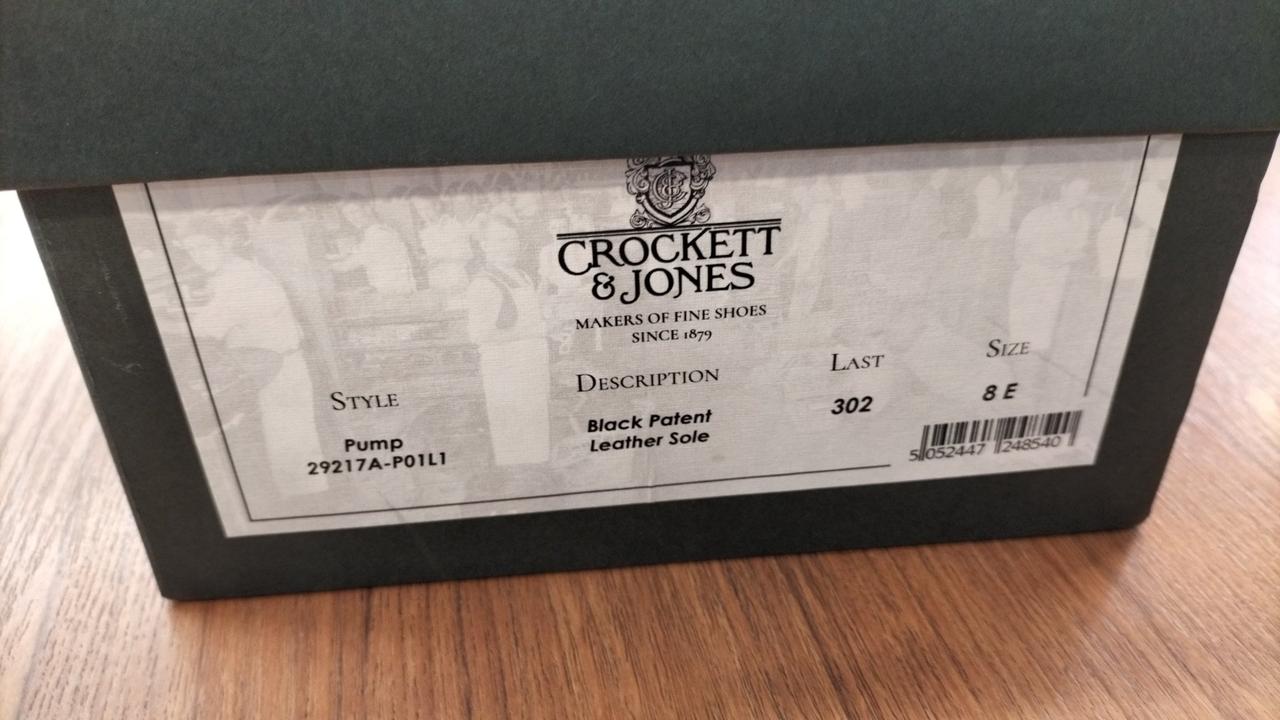 CROCKETT
& JONES
MAKERS OF FINE SHOES
SINCE 1879
STYLE
Pump
29217A-P01L1
DESCRIPTION
Black Patent
Leather Sole
LAST
302
SIZE
8 E
5 052447 248540